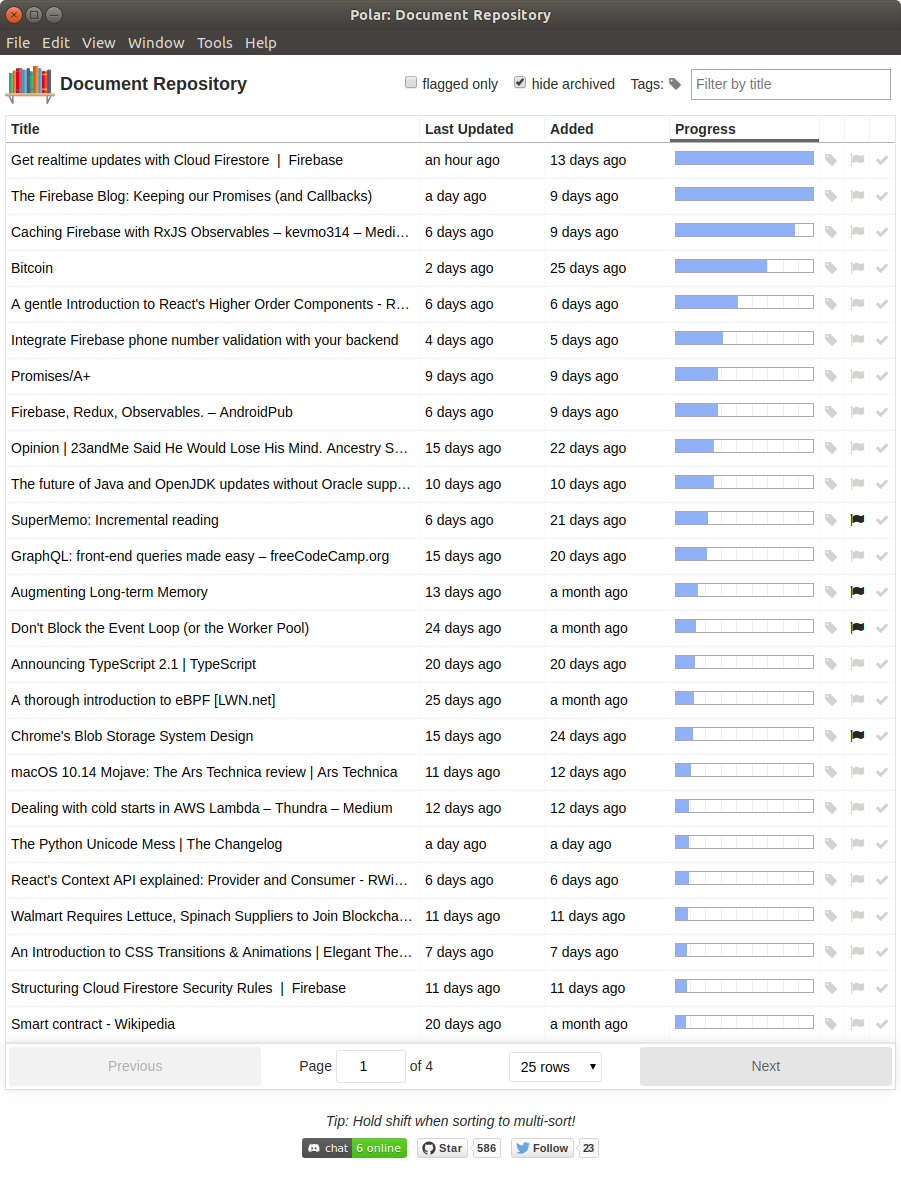 Polar: Document Repository
File Edit View Window Tools Help
Document Repository flagged only hide archived Tags: Filter by title
Title Last Updated Added Progress
Get realtime updates with Cloud Firestore | Firebase an hour ago 13 days ago
The Firebase Blog: Keeping our Promises (and Callbacks) a day ago 9 days ago
Caching Firebase with RxJS Observables – kevmo314 – Medi... 6 days ago 9 days ago
Bitcoin 2 days ago 25 days ago
A gentle Introduction to React's Higher Order Components - R... 6 days ago 6 days ago
Integrate Firebase phone number validation with your backend 4 days ago 5 days ago
Promises/A+ 9 days ago 9 days ago
Firebase, Redux, Observables. – AndroidPub 6 days ago 9 days ago
Opinion | 23andMe Said He Would Lose His Mind. Ancestry S... 15 days ago 22 days ago
The future of Java and OpenJDK updates without Oracle supp... 10 days ago 10 days ago
SuperMemo: Incremental reading 6 days ago 21 days ago
GraphQL: front-end queries made easy – freeCodeCamp.org 15 days ago 20 days ago
Augmenting Long-term Memory 13 days ago a month ago
Don't Block the Event Loop (or the Worker Pool) 24 days ago a month ago
Announcing TypeScript 2.1 | TypeScript 20 days ago 20 days ago
A thorough introduction to eBPF [LWN.net] 25 days ago a month ago
Chrome's Blob Storage System Design 15 days ago 24 days ago
macOS 10.14 Mojave: The Ars Technica review | Ars Technica 11 days ago 12 days ago
Dealing with cold starts in AWS Lambda – Thundra – Medium 12 days ago 12 days ago
The Python Unicode Mess | The Changelog a day ago a day ago
React's Context API explained: Provider and Consumer - RWi... 6 days ago 6 days ago
Walmart Requires Lettuce, Spinach Suppliers to Join Blockcha... 11 days ago 11 days ago
An Introduction to CSS Transitions & Animations | Elegant The... 7 days ago 7 days ago
Structuring Cloud Firestore Security Rules | Firebase 11 days ago 11 days ago
Smart contract - Wikipedia 20 days ago a month ago
Previous Page 1 of 4 25 rows Next
Tip: Hold shift when sorting to multi-sort!
chat 6 online Star 586 Follow 23